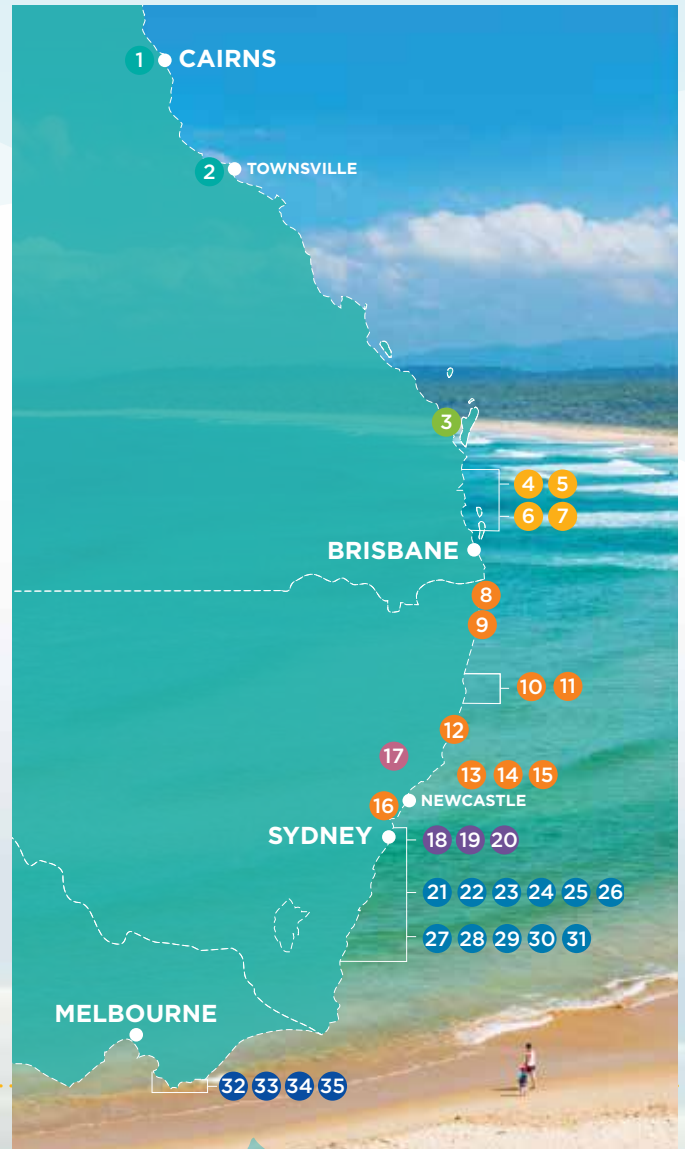 1 CAIRNS
2 TOWNSVILLE
3
4 5
6 7
BRISBANE
8
9
10 11
12
17
13 14 15
16 NEWCASTLE
SYDNEY 18 19 20
21 22 23 24 25 26
27 28 29 30 31
MELBOURNE
32 33 34 35